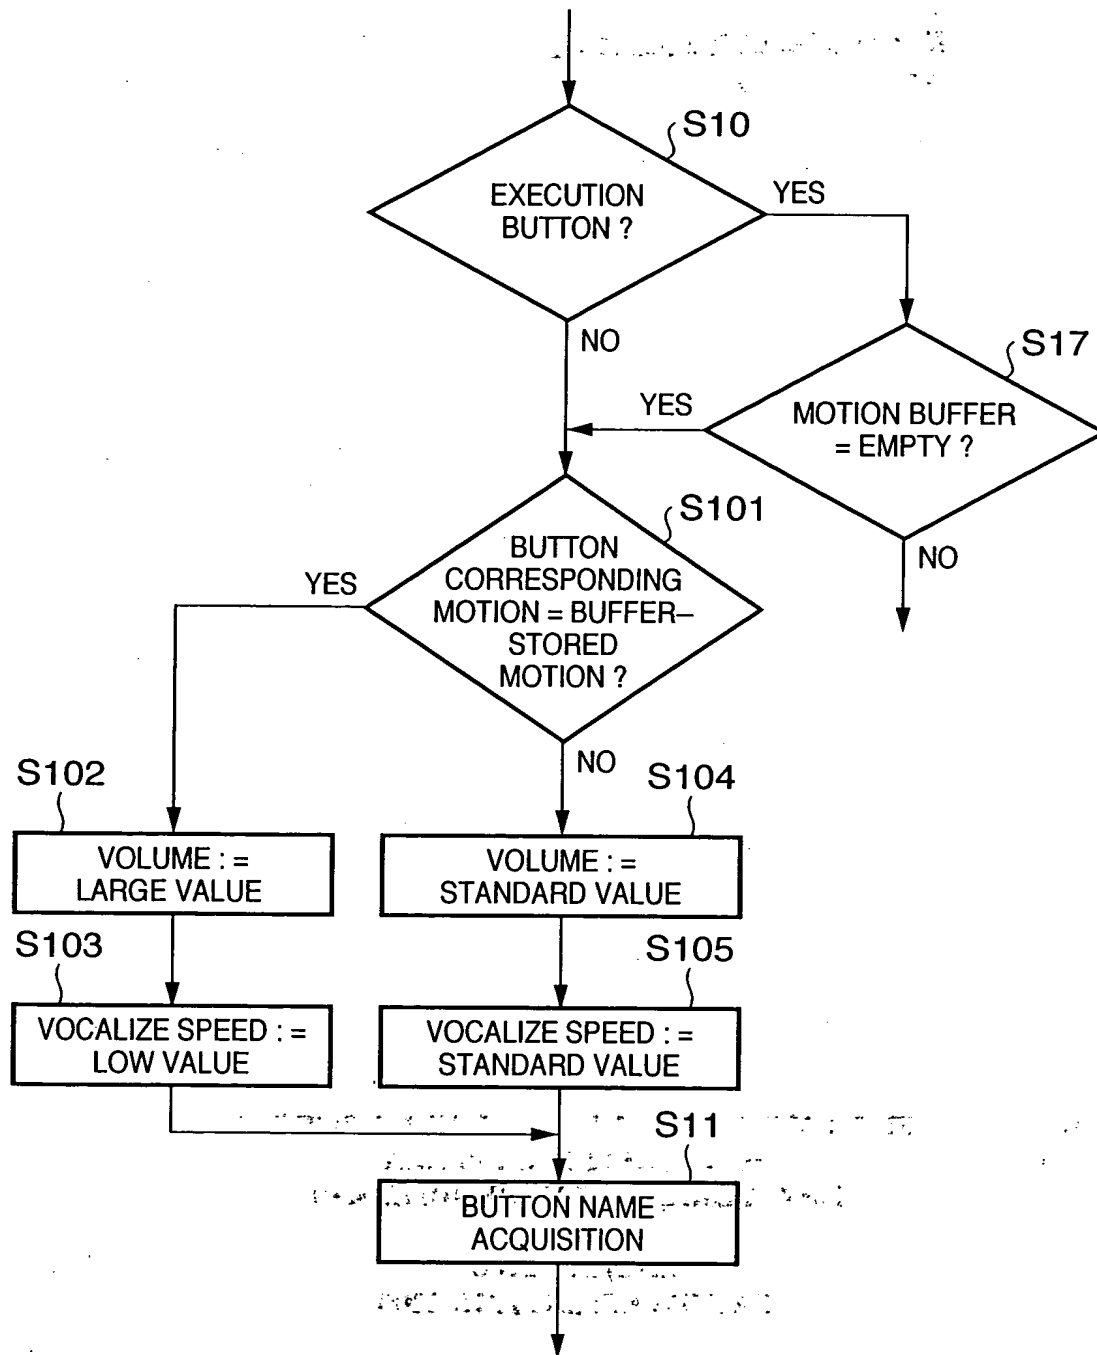 S10
EXECUTION
BUTTON ?
YES
NO
S17
MOTION BUFFER
= EMPTY ?
YES
NO
S101
BUTTON
CORRESPONDING
MOTION = BUFFER–
STORED
MOTION ?
YES
NO
S102
VOLUME : =
LARGE VALUE
S104
VOLUME : =
STANDARD VALUE
S103
VOCALIZE SPEED : =
LOW VALUE
S105
VOCALIZE SPEED : =
STANDARD VALUE
S11
BUTTON NAME
ACQUISITION